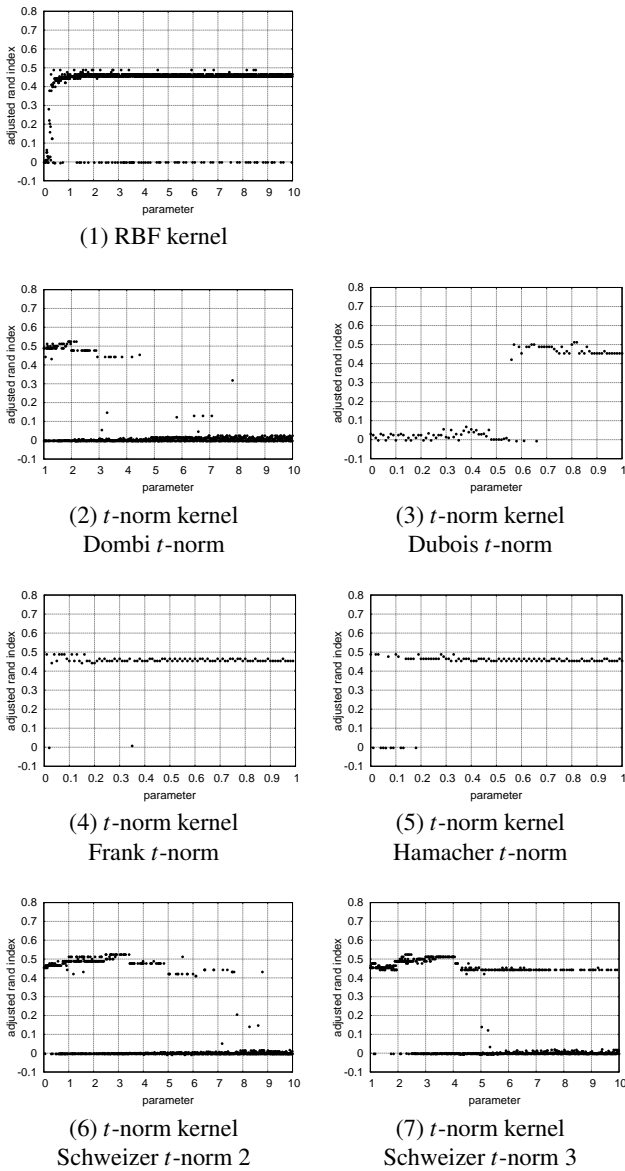 0.8
0.7
0.6
0.5
0.4
0.3
0.2
0.1
0
-0.1
adjusted rand index
0 1 2 3 4 5 6 7 8 9 10
parameter
(1) RBF kernel
0.8
0.7
0.6
0.5
0.4
0.3
0.2
0.1
0
-0.1
adjusted rand index
1 2 3 4 5 6 7 8 9 10
parameter
(2) t-norm kernel
Dombi t-norm
0.8
0.7
0.6
0.5
0.4
0.3
0.2
0.1
0
-0.1
adjusted rand index
0 0.1 0.2 0.3 0.4 0.5 0.6 0.7 0.8 0.9 1
parameter
(3) t-norm kernel
Dubois t-norm
0.8
0.7
0.6
0.5
0.4
0.3
0.2
0.1
0
-0.1
adjusted rand index
0 0.1 0.2 0.3 0.4 0.5 0.6 0.7 0.8 0.9 1
parameter
(4) t-norm kernel
Frank t-norm
0.8
0.7
0.6
0.5
0.4
0.3
0.2
0.1
0
-0.1
adjusted rand index
0 0.1 0.2 0.3 0.4 0.5 0.6 0.7 0.8 0.9 1
parameter
(5) t-norm kernel
Hamacher t-norm
0.8
0.7
0.6
0.5
0.4
0.3
0.2
0.1
0
-0.1
adjusted rand index
0 1 2 3 4 5 6 7 8 9 10
parameter
(6) t-norm kernel
Schweizer t-norm 2
0.8
0.7
0.6
0.5
0.4
0.3
0.2
0.1
0
-0.1
adjusted rand index
1 2 3 4 5 6 7 8 9 10
parameter
(7) t-norm kernel
Schweizer t-norm 3